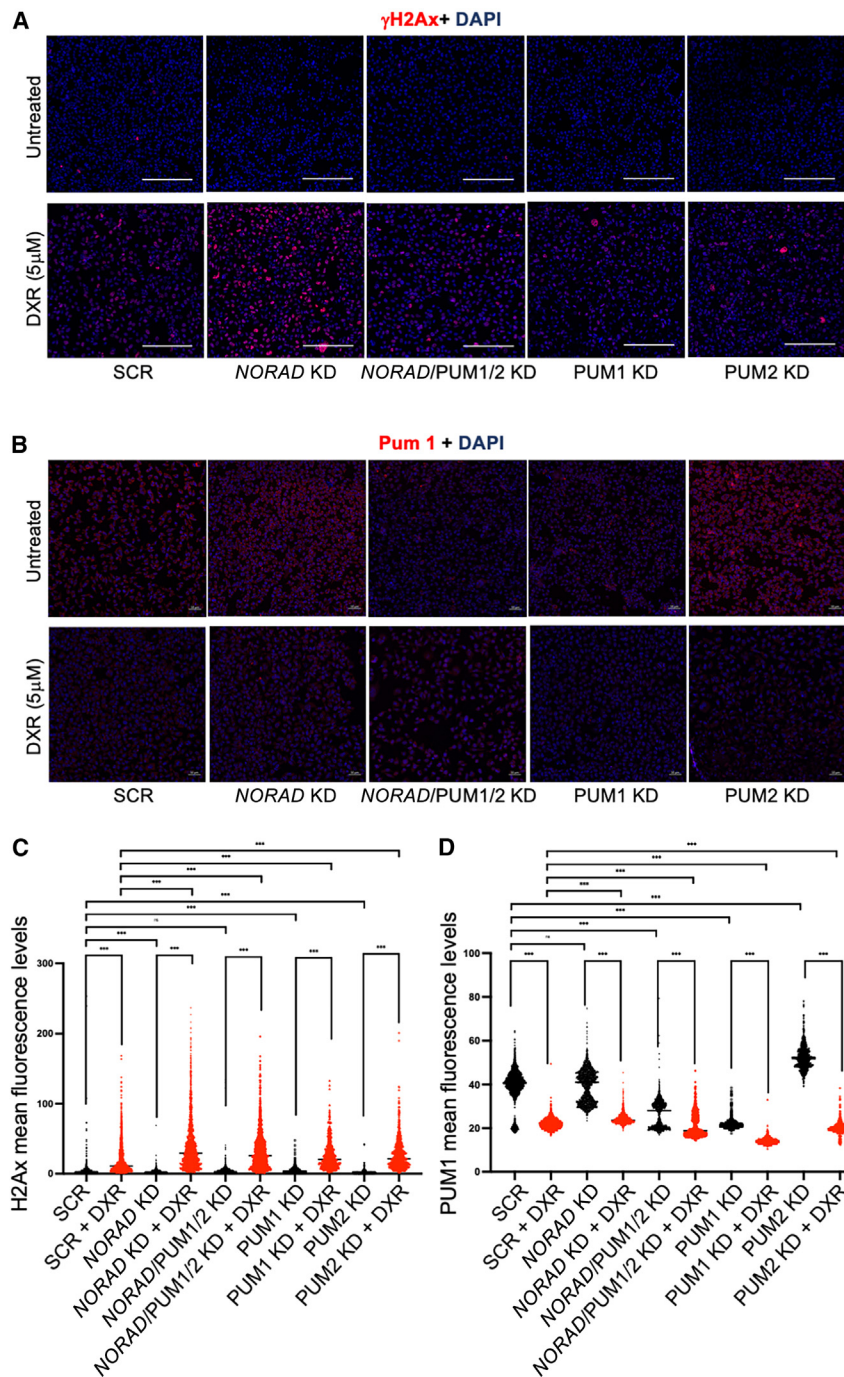 A
γH2Ax+ DAPI
Untreated
DXR (5μM)
SCR
NORAD KD
NORAD/PUM1/2 KD
PUM1 KD
PUM2 KD
B
Pum 1 + DAPI
Untreated
DXR (5μM)
SCR
NORAD KD
NORAD/PUM1/2 KD
PUM1 KD
PUM2 KD
C
***
***
***
***
***
***
ns
***
***
***
***
***
***
H2Ax mean fluorescence levels
300
200
100
0
SCR
SCR + DXR
NORAD KD
NORAD KD + DXR
NORAD/PUM1/2 KD
NORAD/PUM1/2 KD + DXR
PUM1 KD
PUM1 KD + DXR
PUM2 KD
PUM2 KD + DXR
D
***
***
***
***
***
***
***
ns
***
***
***
***
***
PUM1 mean fluorescence levels
100
80
60
40
20
0
SCR
SCR + DXR
NORAD KD
NORAD KD + DXR
NORAD/PUM1/2 KD
NORAD/PUM1/2 KD + DXR
PUM1 KD
PUM1 KD + DXR
PUM2 KD
PUM2 KD + DXR